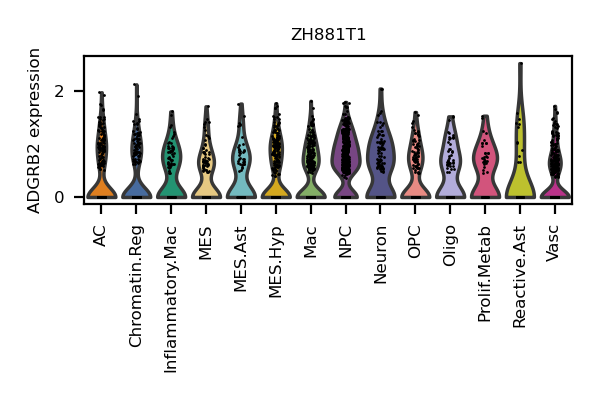 ZH881T1
ADGRB2 expression
2
0
AC
Chromatin.Reg
Inflammatory.Mac
MES
MES.Ast
MES.Hyp
Mac
NPC
Neuron
OPC
Oligo
Prolif.Metab
Reactive.Ast
Vasc